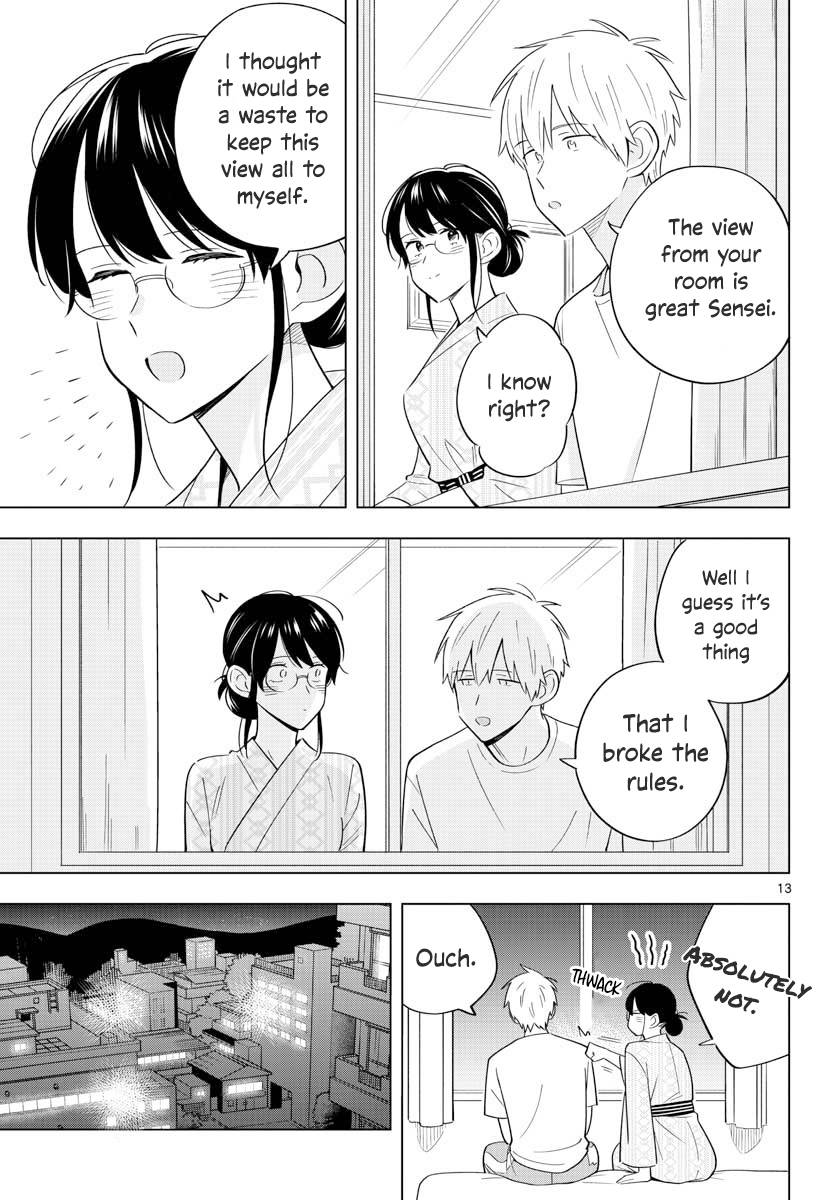 The view
from your
room is
great Sensei.
I know
right?
I thought
it would be
a waste to
keep this
view all to
myself.
Well I
guess it's
a good
thing
That I
broke the
rules.
13
Absolutely
not.
THWACK
Ouch.